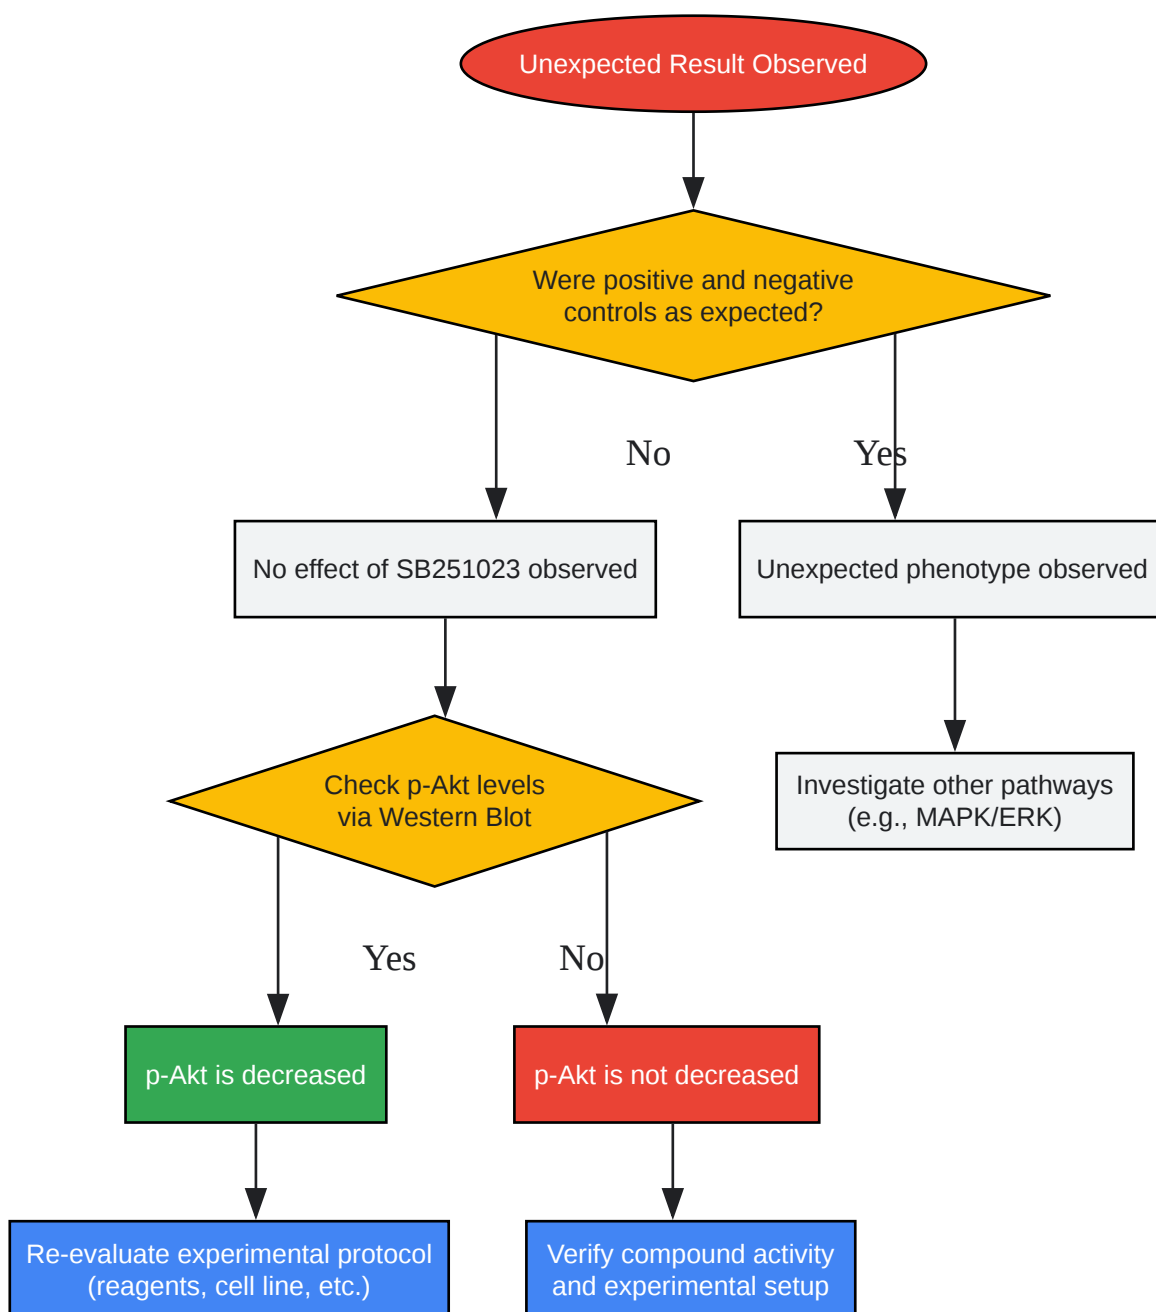 Unexpected Result Observed
Were positive and negative
controls as expected?
No
Yes
No effect of SB251023 observed
Unexpected phenotype observed
Check p-Akt levels
via Western Blot
Investigate other pathways
(e.g., MAPK/ERK)
Yes
No
p-Akt is decreased
p-Akt is not decreased
Re-evaluate experimental protocol
(reagents, cell line, etc.)
Verify compound activity
and experimental setup